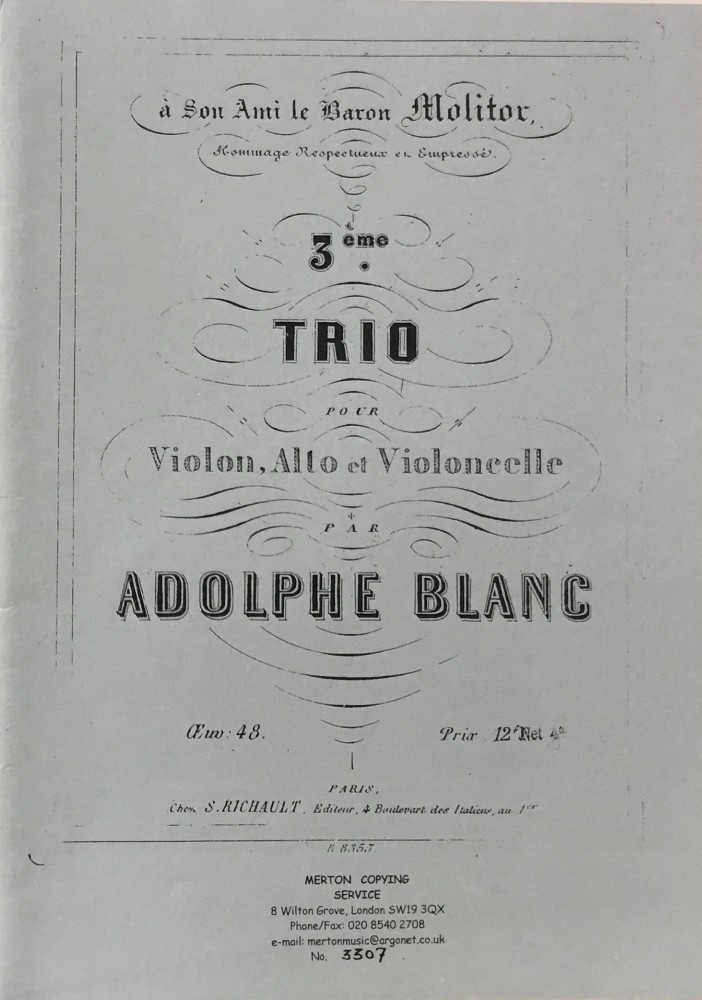 à Son Ami le Baron Molitor,
Hommage Respectueux et Empressé.
3ème.
TRIO
POUR
Violon, Alto et Violoncelle
PAR
ADOLPHE BLANC
Œuv: 48.
Prix 12f Net
PARIS,
Chez S. RICHAULT, Editeur, 4 Boulevart des Italiens, au 1er
MERTON COPYING
SERVICE
8 Wilton Grove, London SW19 3QX
Phone/Fax: 020 8540 2708
e-mail: mertonmusic@argonet.co.uk
No. 3307